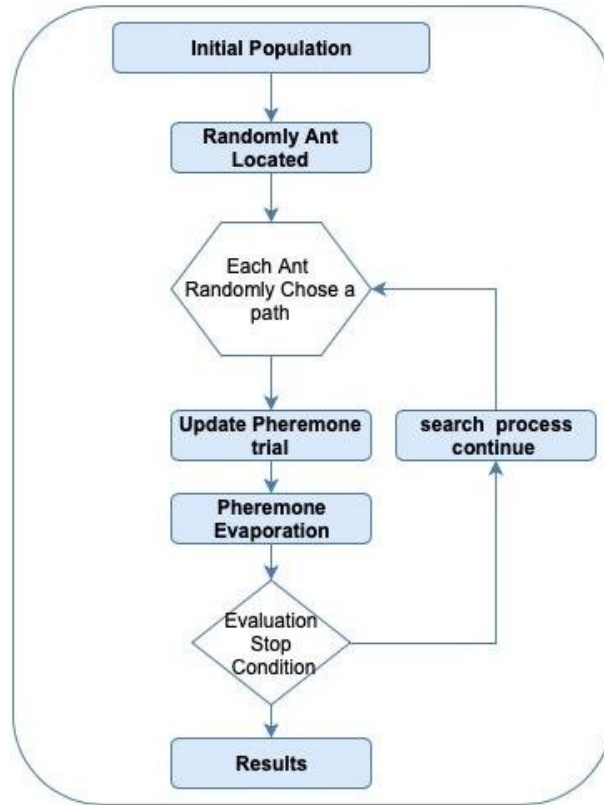 Initial Population
Randomly Ant
Located
Each Ant
Randomly Chose a
path
Update Pheremone
trial
search process
continue
Pheremone
Evaporation
Evaluation
Stop
Condition
Results